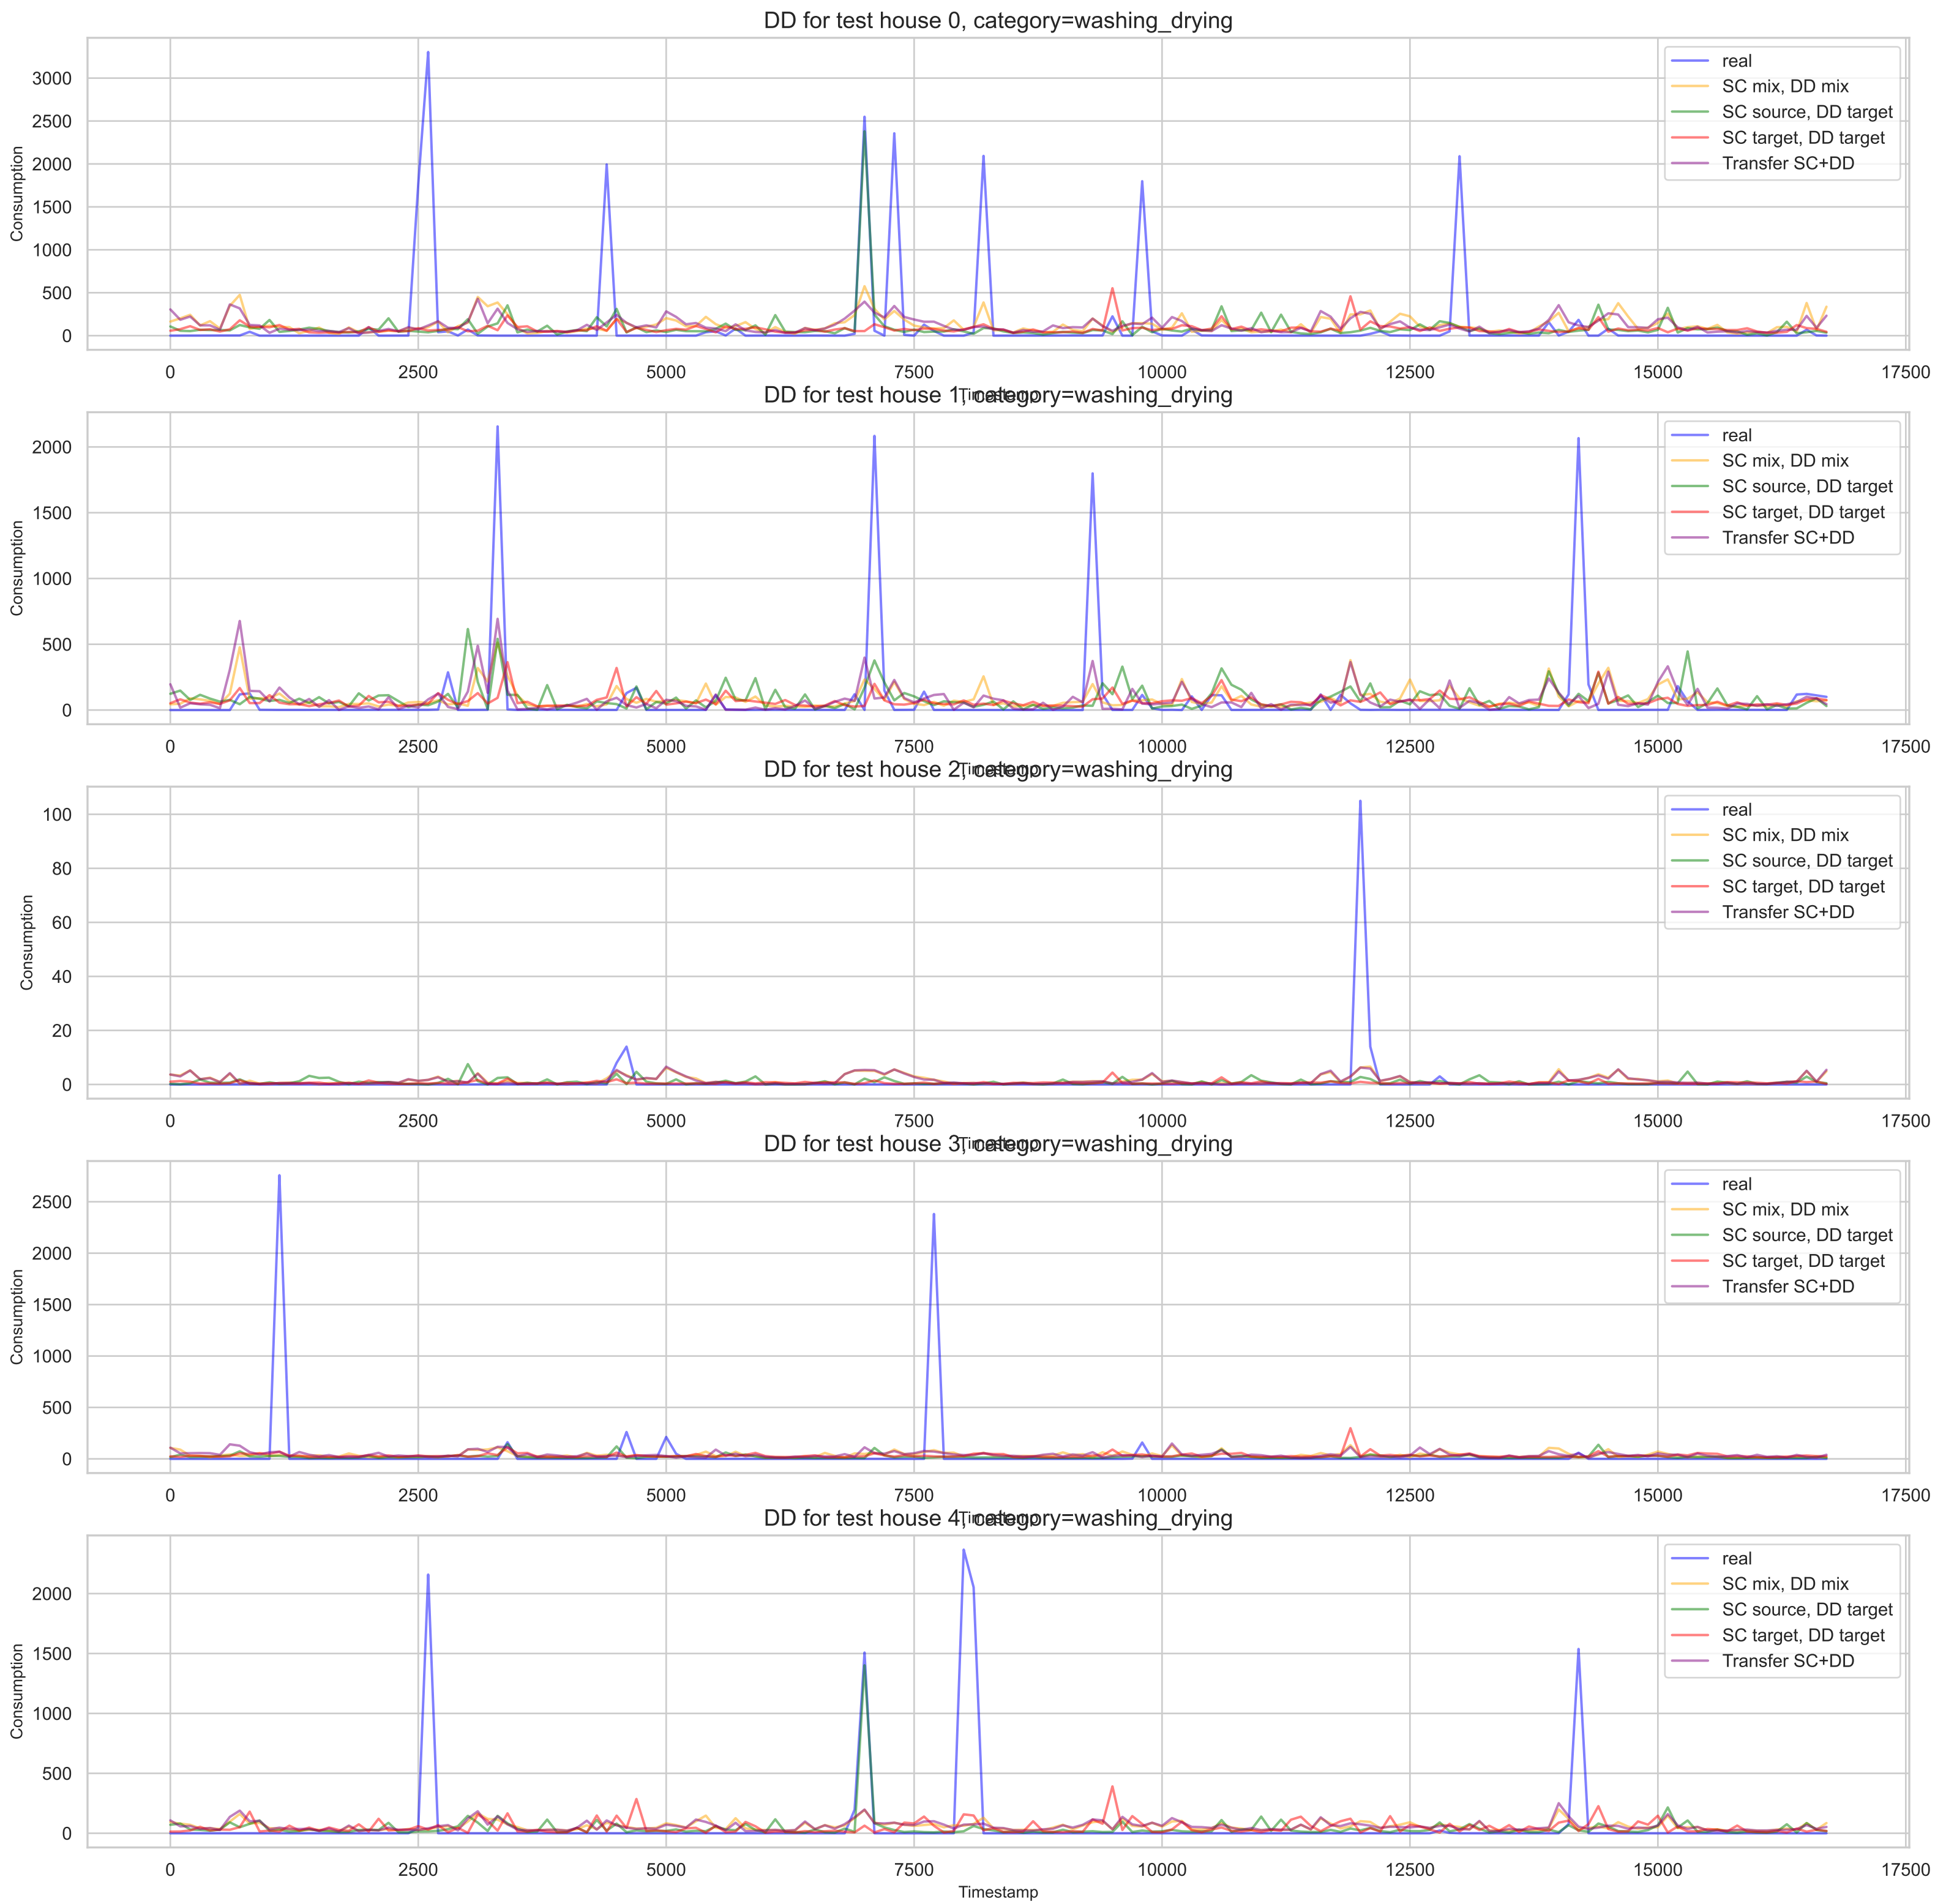 DD for test house 0, category=washing_drying
Consumption
3000
2500
2000
1500
1000
500
0
real
SC mix, DD mix
SC source, DD target
SC target, DD target
Transfer SC+DD
0 2500 5000 7500 10000 12500 15000 17500
Timestamp
DD for test house 1, category=washing_drying
Consumption
2000
1500
1000
500
0
real
SC mix, DD mix
SC source, DD target
SC target, DD target
Transfer SC+DD
0 2500 5000 7500 10000 12500 15000 17500
Timestamp
DD for test house 2, category=washing_drying
Consumption
100
80
60
40
20
0
real
SC mix, DD mix
SC source, DD target
SC target, DD target
Transfer SC+DD
0 2500 5000 7500 10000 12500 15000 17500
Timestamp
DD for test house 3, category=washing_drying
Consumption
2500
2000
1500
1000
500
0
real
SC mix, DD mix
SC source, DD target
SC target, DD target
Transfer SC+DD
0 2500 5000 7500 10000 12500 15000 17500
Timestamp
DD for test house 4, category=washing_drying
Consumption
2000
1500
1000
500
0
real
SC mix, DD mix
SC source, DD target
SC target, DD target
Transfer SC+DD
0 2500 5000 7500 10000 12500 15000 17500
Timestamp